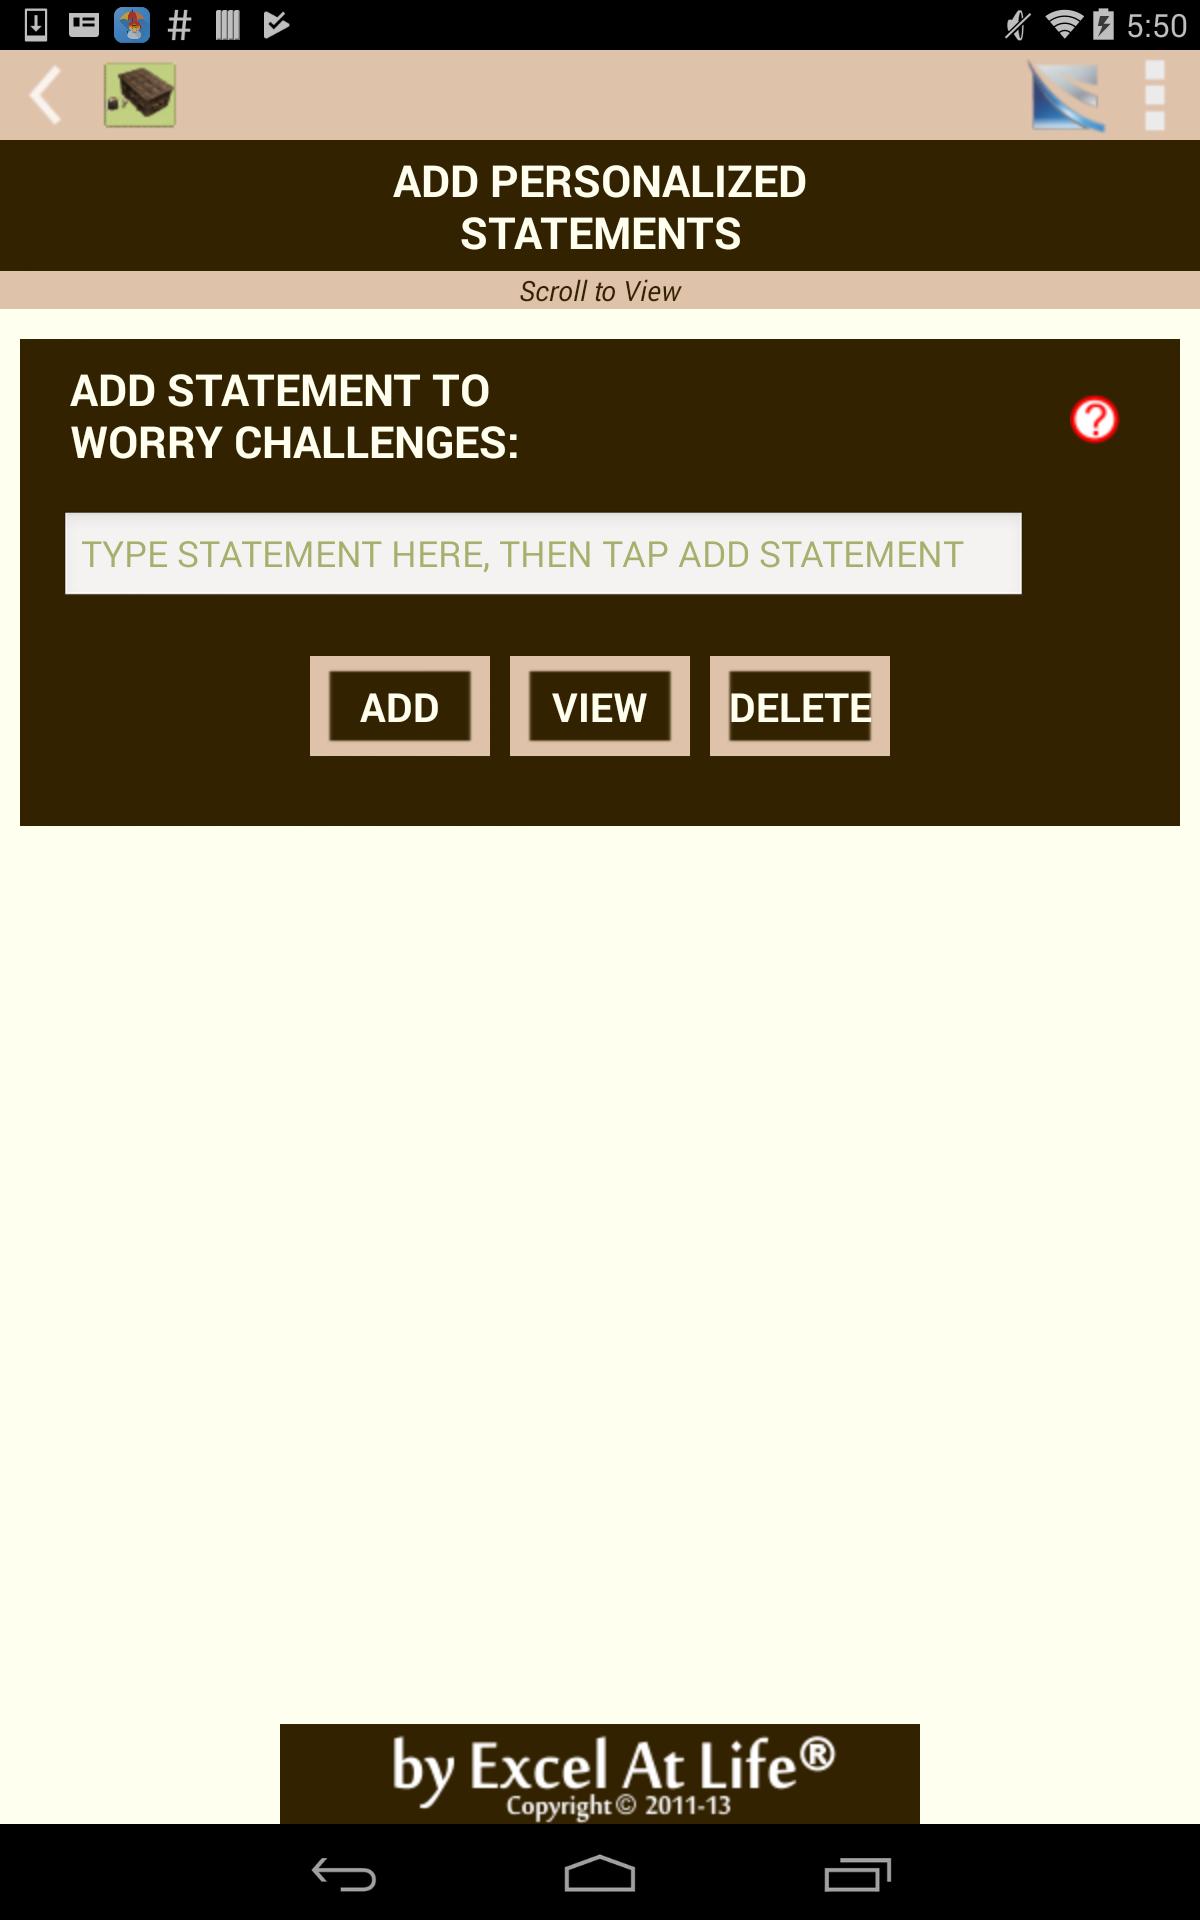 5:50
ADD PERSONALIZED
STATEMENTS
Scroll to View
ADD STATEMENT TO
WORRY CHALLENGES:
?
TYPE STATEMENT HERE, THEN TAP ADD STATEMENT
ADD VIEW DELETE
by Excel At Life®
Copyright © 2011-13